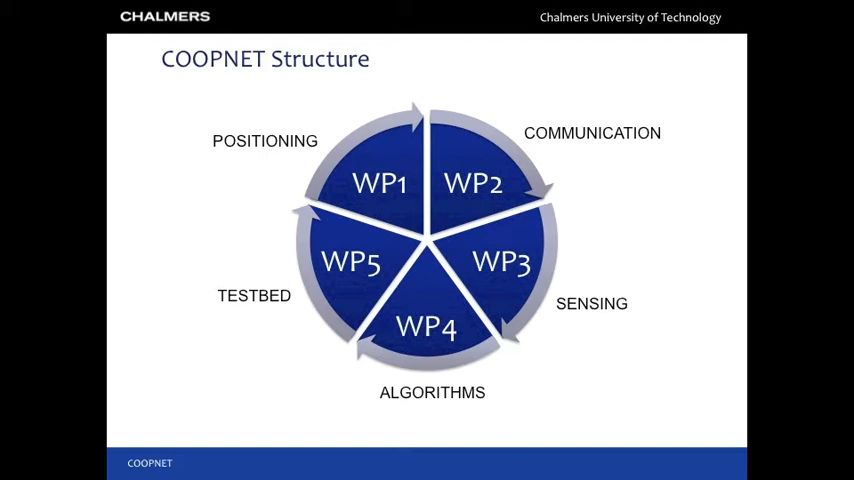 CHALMERS
Chalmers University of Technology
COOPNET Structure
POSITIONING
COMMUNICATION
WP1
WP2
WP5
WP3
TESTBED
SENSING
WP4
ALGORITHMS
COOPNET